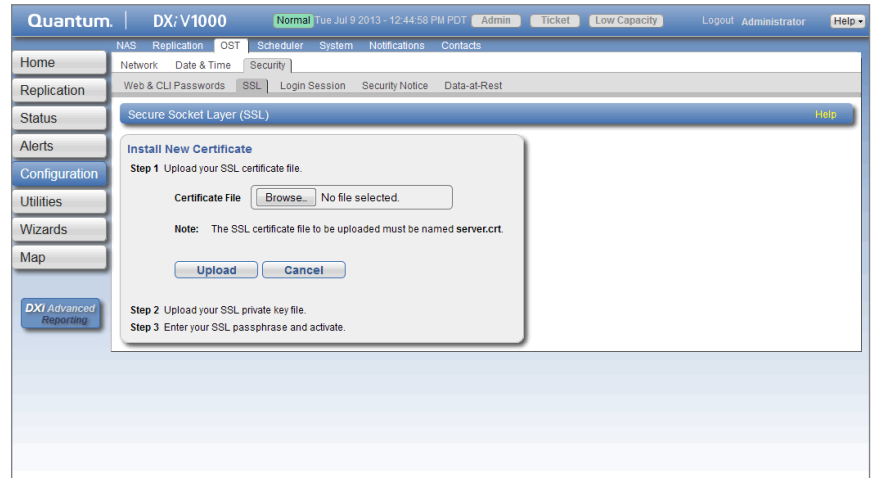 Quantum. DXi V1000 Normal Tue Jul 9 2013 - 12:44:58 PM PDT Admin Ticket Low Capacity Logout Administrator Help
NAS Replication OST Scheduler System Notifications Contacts
Home
Network Date & Time Security
Replication
Web & CLI Passwords SSL Login Session Security Notice Data-at-Rest
Status
Secure Socket Layer (SSL) Help
Alerts
Install New Certificate
Step 1 Upload your SSL certificate file.
Configuration
Certificate File Browse.. No file selected.
Utilities
Wizards
Note: The SSL certificate file to be uploaded must be named server.crt.
Map
Upload Cancel
DXi Advanced
Reporting
Step 2 Upload your SSL private key file.
Step 3 Enter your SSL passphrase and activate.